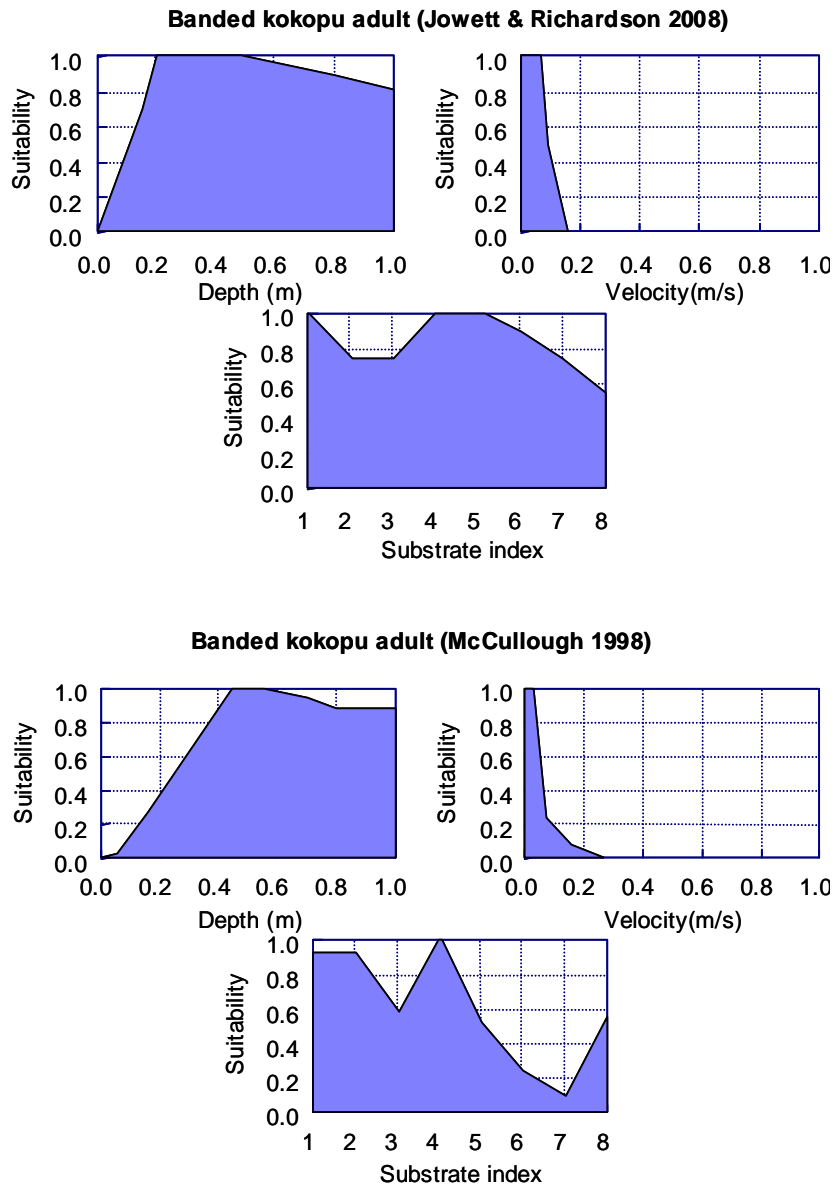 Banded kokopu adult (Jowett & Richardson 2008)
Suitability
1.0
0.8
0.6
0.4
0.2
0.0
0.0 0.2 0.4 0.6 0.8 1.0
Depth (m)
Suitability
1.0
0.8
0.6
0.4
0.2
0.0
0.0 0.2 0.4 0.6 0.8 1.0
Velocity(m/s)
Suitability
1.0
0.8
0.6
0.4
0.2
0.0
1 2 3 4 5 6 7 8
Substrate index
Banded kokopu adult (McCullough 1998)
Suitability
1.0
0.8
0.6
0.4
0.2
0.0
0.0 0.2 0.4 0.6 0.8 1.0
Depth (m)
Suitability
1.0
0.8
0.6
0.4
0.2
0.0
0.0 0.2 0.4 0.6 0.8 1.0
Velocity(m/s)
Suitability
1.0
0.8
0.6
0.4
0.2
0.0
1 2 3 4 5 6 7 8
Substrate index